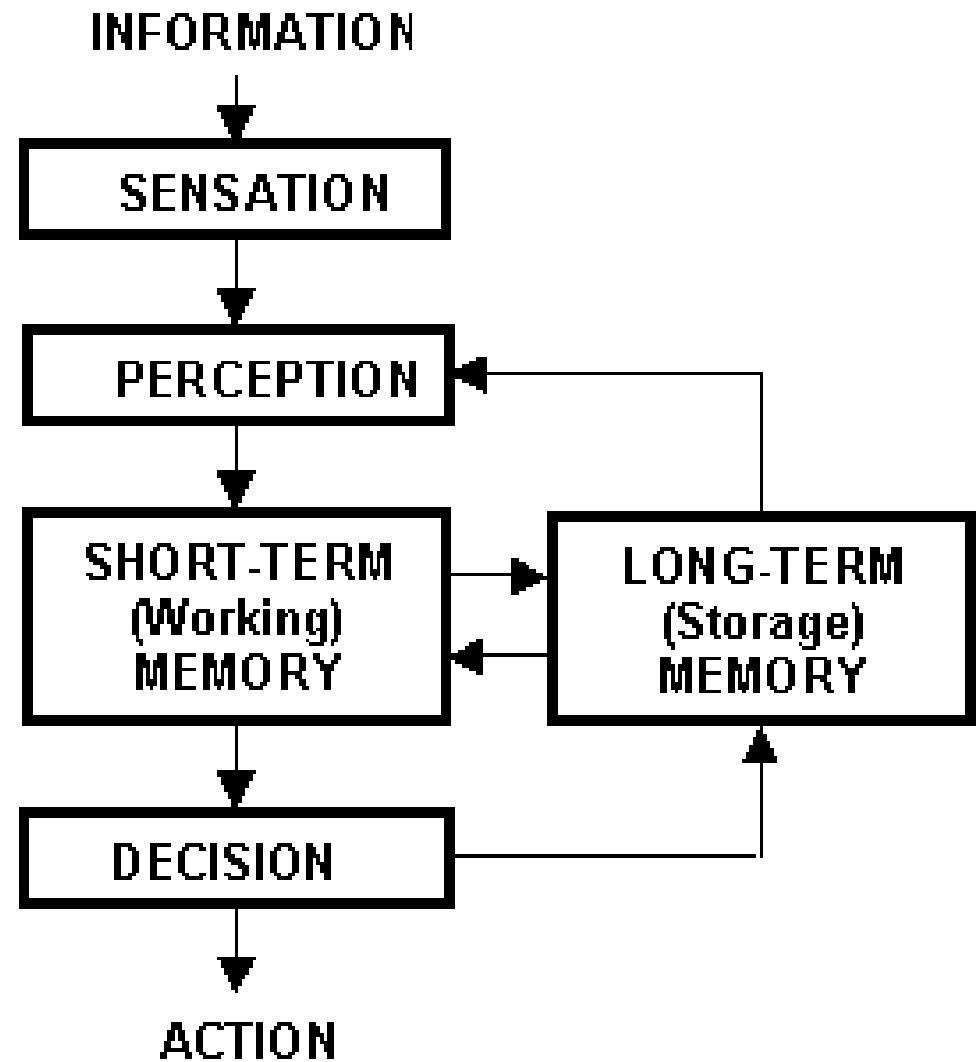 INFORMATION
SENSATION
PERCEPTION
SHORT-TERM
(Working)
MEMORY
LONG-TERM
(Storage)
MEMORY
DECISION
ACTION